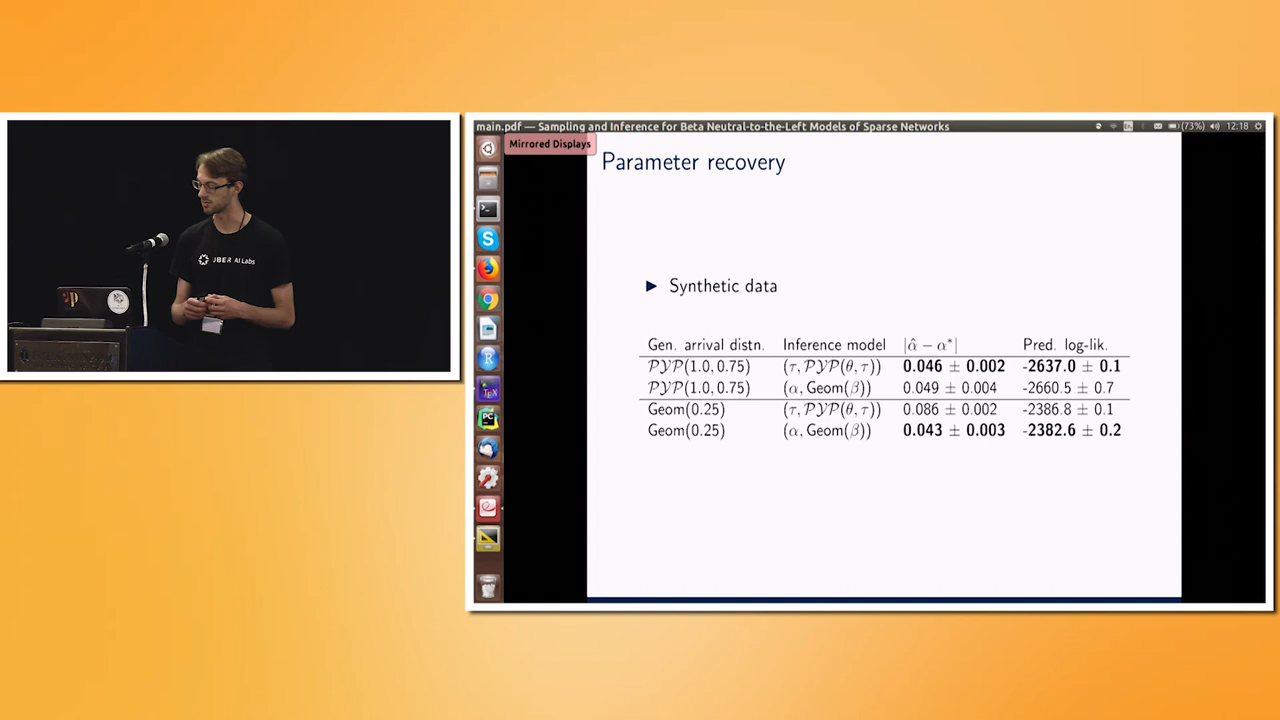 UBER AI Labs
main.pdf — Sampling and Inference for Beta Neutral-to-the-Left Models of Sparse Networks
(73%) 12:18
Mirrored Displays
Parameter recovery
▶ Synthetic data
Gen. arrival distn. Inference model |α̂ − α*| Pred. log-lik.
𝒫𝒴𝒫(1.0, 0.75) (τ, 𝒫𝒴𝒫(θ, τ)) 0.046 ± 0.002 -2637.0 ± 0.1
𝒫𝒴𝒫(1.0, 0.75) (α, Geom(β)) 0.049 ± 0.004 -2660.5 ± 0.7
Geom(0.25) (τ, 𝒫𝒴𝒫(θ, τ)) 0.086 ± 0.002 -2386.8 ± 0.1
Geom(0.25) (α, Geom(β)) 0.043 ± 0.003 -2382.6 ± 0.2